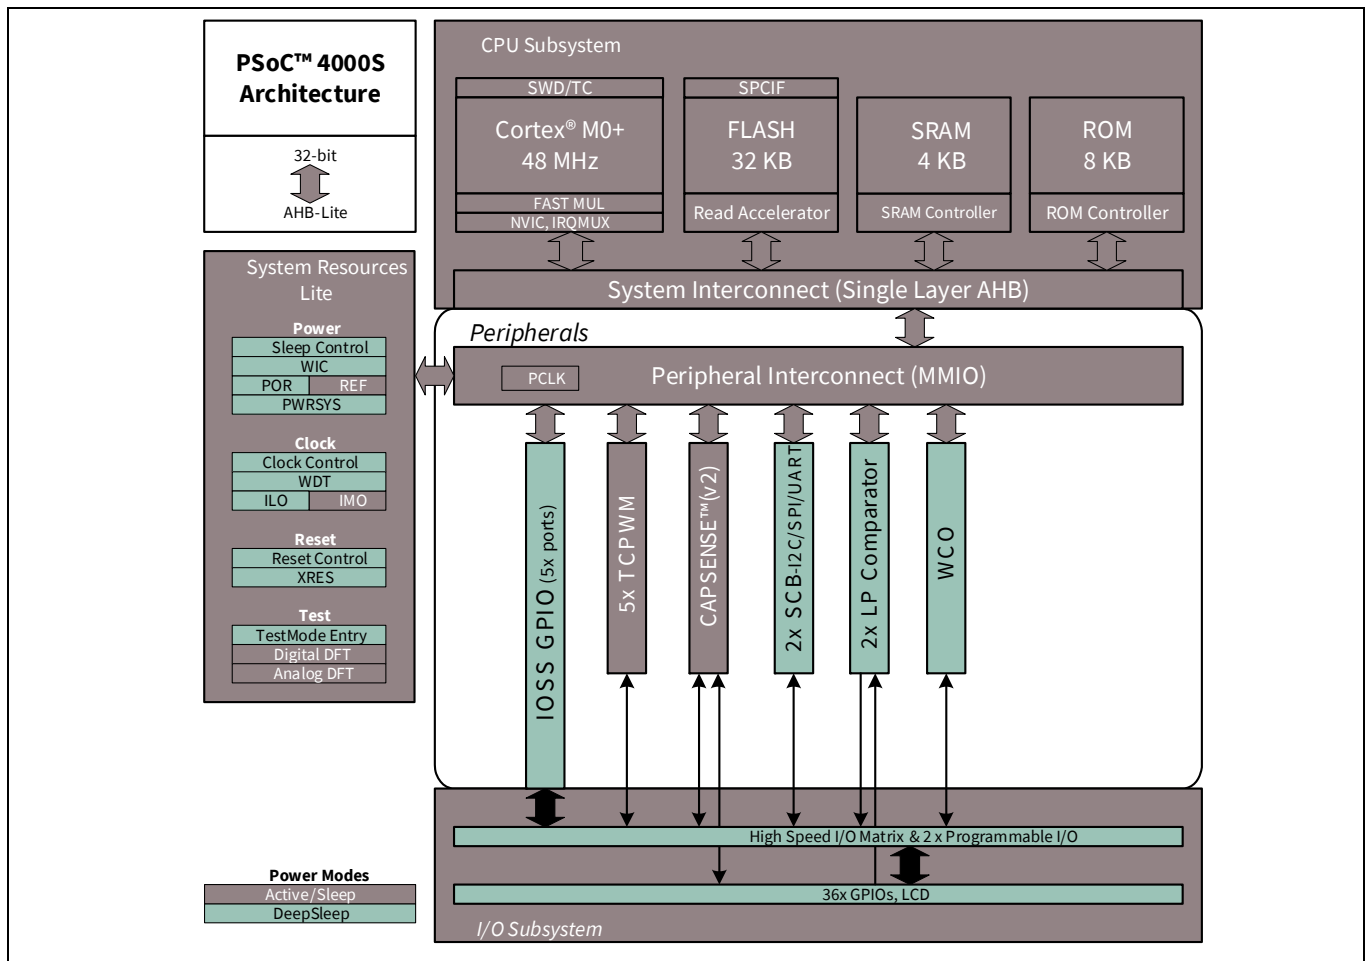 PSoC™ 4000S
Architecture
32-bit
AHB-Lite
CPU Subsystem
SWD/TC
Cortex® M0+
48 MHz
FAST MUL
NVIC, IRQMUX
SPCIF
FLASH
32 KB
Read Accelerator
SRAM
4 KB
SRAM Controller
ROM
8 KB
ROM Controller
System Interconnect (Single Layer AHB)
System Resources
Lite
Power
Sleep Control
WIC
POR REF
PWRSYS
Clock
Clock Control
WDT
ILO IMO
Reset
Reset Control
XRES
Test
TestMode Entry
Digital DFT
Analog DFT
Peripherals
PCLK
Peripheral Interconnect (MMIO)
IOSS GPIO (5x ports)
5x TCPWM
CAPSENSE™(v2)
2x SCB-I2C/SPI/UART
2x LP Comparator
WCO
High Speed I/O Matrix & 2 x Programmable I/O
36x GPIOs, LCD
I/O Subsystem
Power Modes
Active/Sleep
DeepSleep